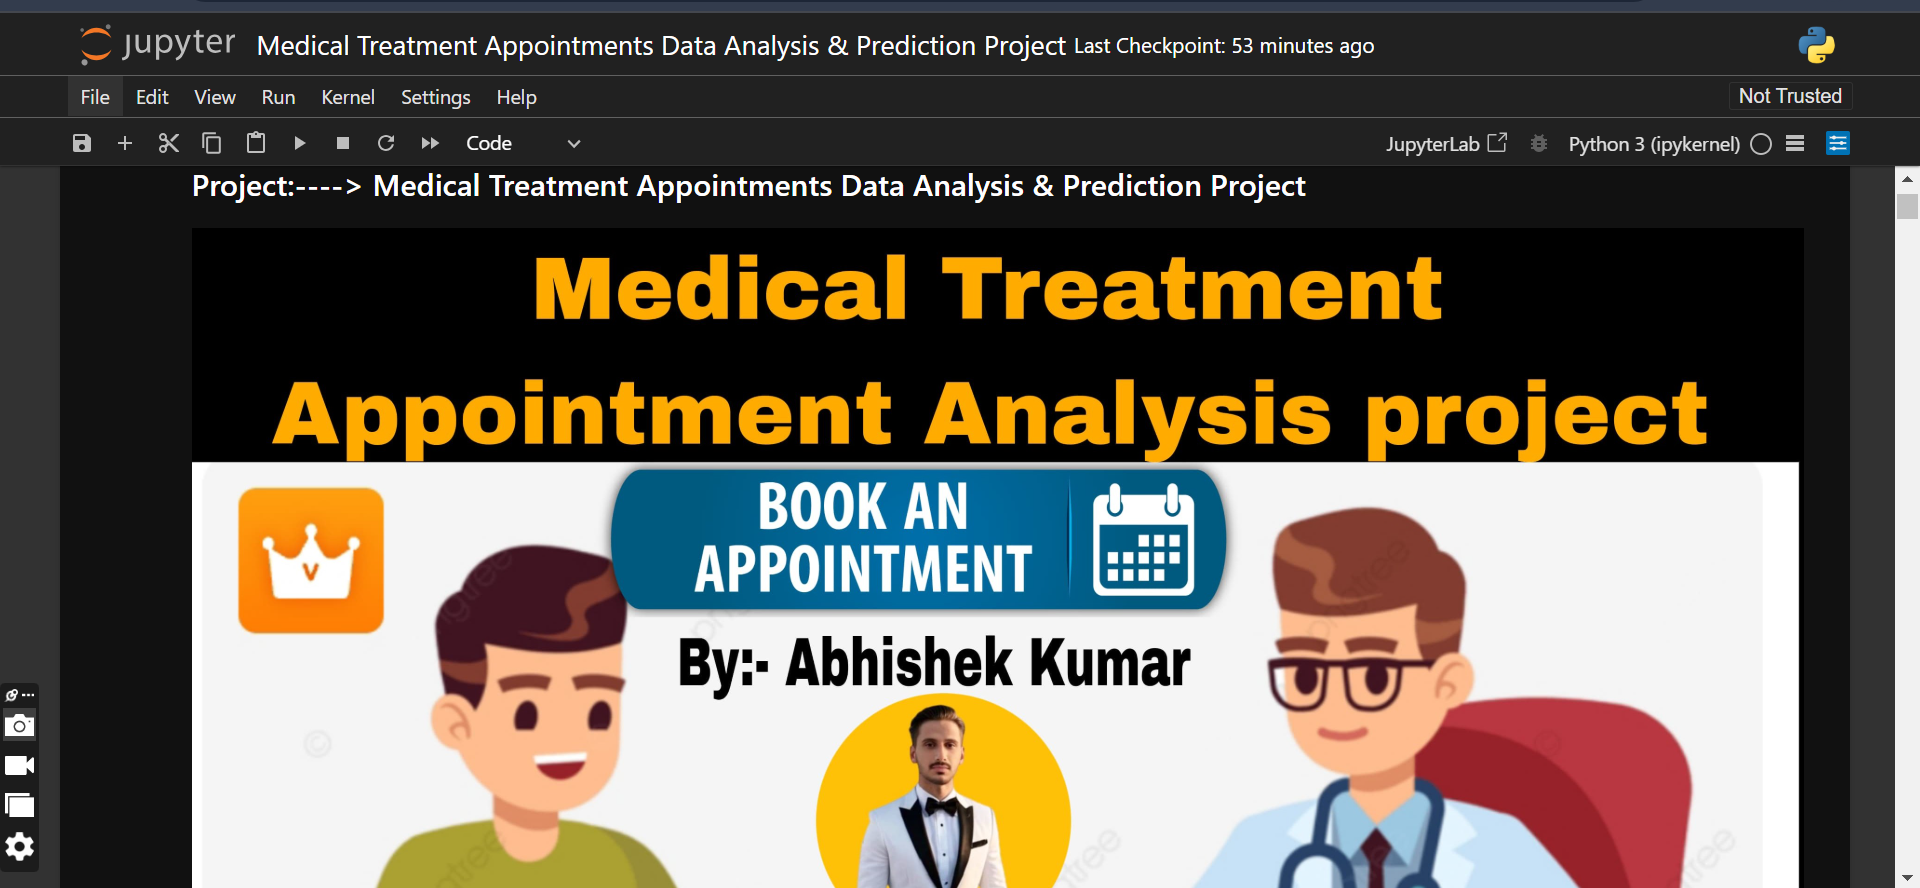 jupyter Medical Treatment Appointments Data Analysis & Prediction Project Last Checkpoint: 53 minutes ago
File Edit View Run Kernel Settings Help Not Trusted
Code JupyterLab Python 3 (ipykernel)
Project:----> Medical Treatment Appointments Data Analysis & Prediction Project
Medical Treatment
Appointment Analysis project
BOOK AN
APPOINTMENT
V
By:- Abhishek Kumar